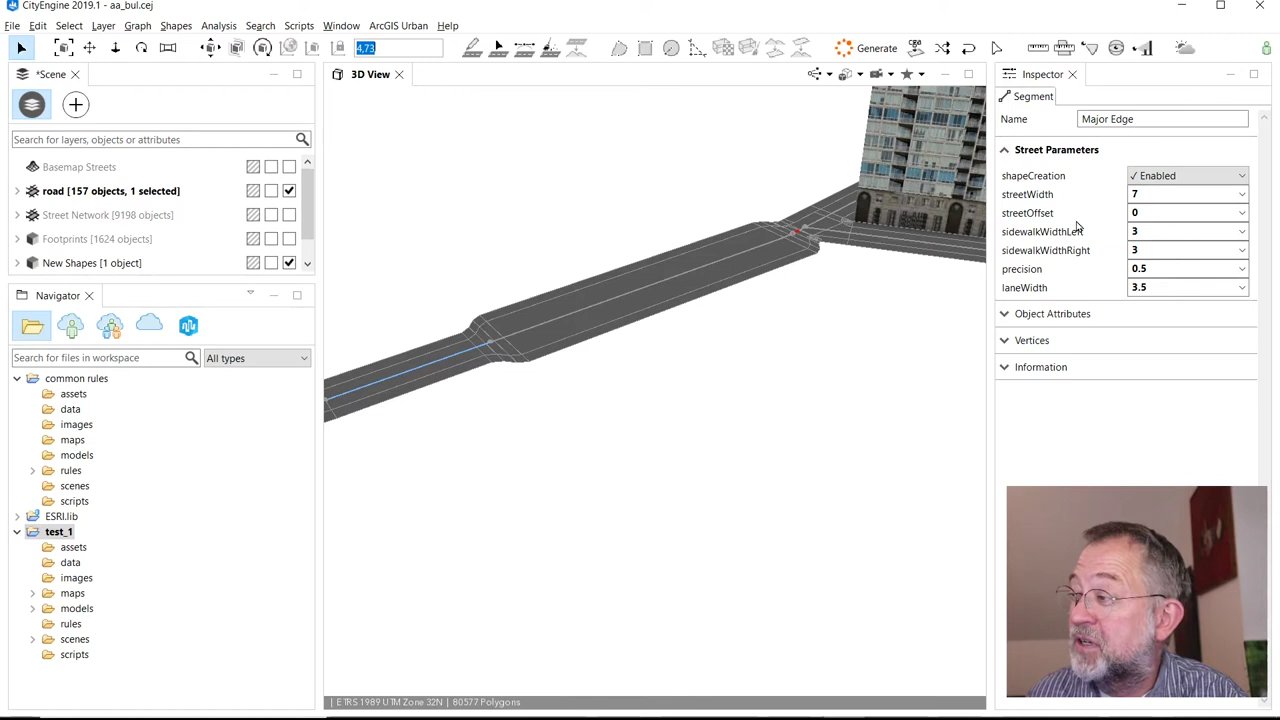 CityEngine 2019.1 - aa_bul.cej
File Edit Select Layer Graph Shapes Analysis Search Scripts Window ArcGIS Urban Help
4,73
Generate
*Scene
Search for layers, objects or attributes
Basemap Streets
road [157 objects, 1 selected]
Street Network [9198 objects]
Footprints [1624 objects]
New Shapes [1 object]
Navigator
Search for files in workspace
All types
common rules
assets
data
images
maps
models
rules
scenes
scripts
ESRI.lib
test_1
assets
data
images
maps
models
rules
scenes
scripts
3D View
ETRS 1989 UTM Zone 32N | 80577 Polygons
Inspector
Segment
Name Major Edge
Street Parameters
shapeCreation ✓ Enabled
streetWidth 7
streetOffset 0
sidewalkWidthLeft 3
sidewalkWidthRight 3
precision 0.5
laneWidth 3.5
Object Attributes
Vertices
Information